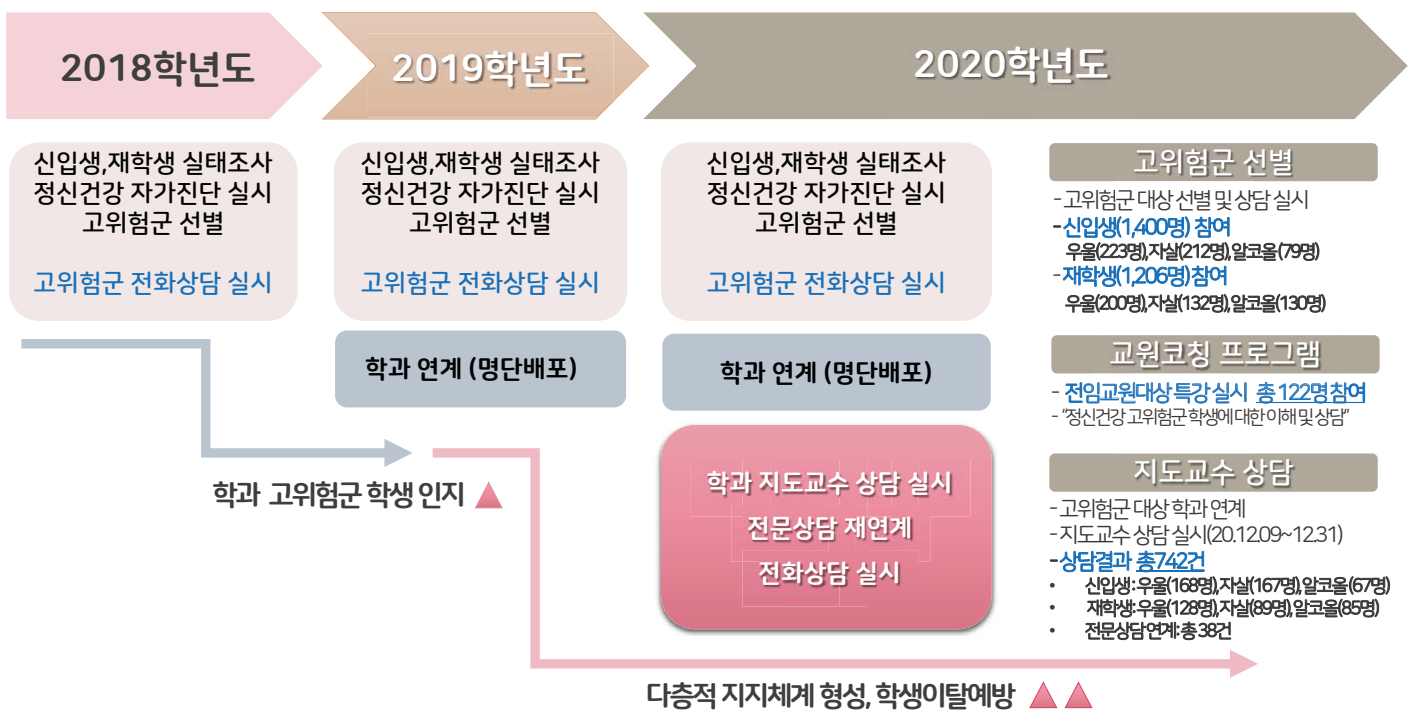 2018학년도
2019학년도
2020학년도
신입생,재학생 실태조사
정신건강 자가진단 실시
고위험군 선별
고위험군 전화상담 실시
신입생,재학생 실태조사
정신건강 자가진단 실시
고위험군 선별
고위험군 전화상담 실시
학과 연계 (명단배포)
신입생,재학생 실태조사
정신건강 자가진단 실시
고위험군 선별
고위험군 전화상담 실시
학과 연계 (명단배포)
학과 지도교수 상담 실시
전문상담 재연계
전화상담 실시
고위험군 선별
- 고위험군 대상 선별 및 상담 실시
- 신입생(1,400명) 참여
우울(223명), 자살(212명), 알코올(79명)
- 재학생(1,206명) 참여
우울(200명), 자살(132명), 알코올(130명)
교원코칭 프로그램
- 전임교원대상 특강 실시 총 122명 참여
- "정신건강 고위험군 학생에 대한 이해 및 상담"
지도교수 상담
- 고위험군 대상 학과 연계
- 지도교수 상담 실시(20.12.09~12.31)
- 상담결과 총742건
• 신입생 : 우울(168명), 자살(167명), 알코올(67명)
• 재학생: 우울(128명), 자살(89명), 알코올(85명)
• 전문상담 연계: 총 38건
학과 고위험군 학생 인지 ▲
다층적 지지체계 형성, 학생이탈예방 ▲▲